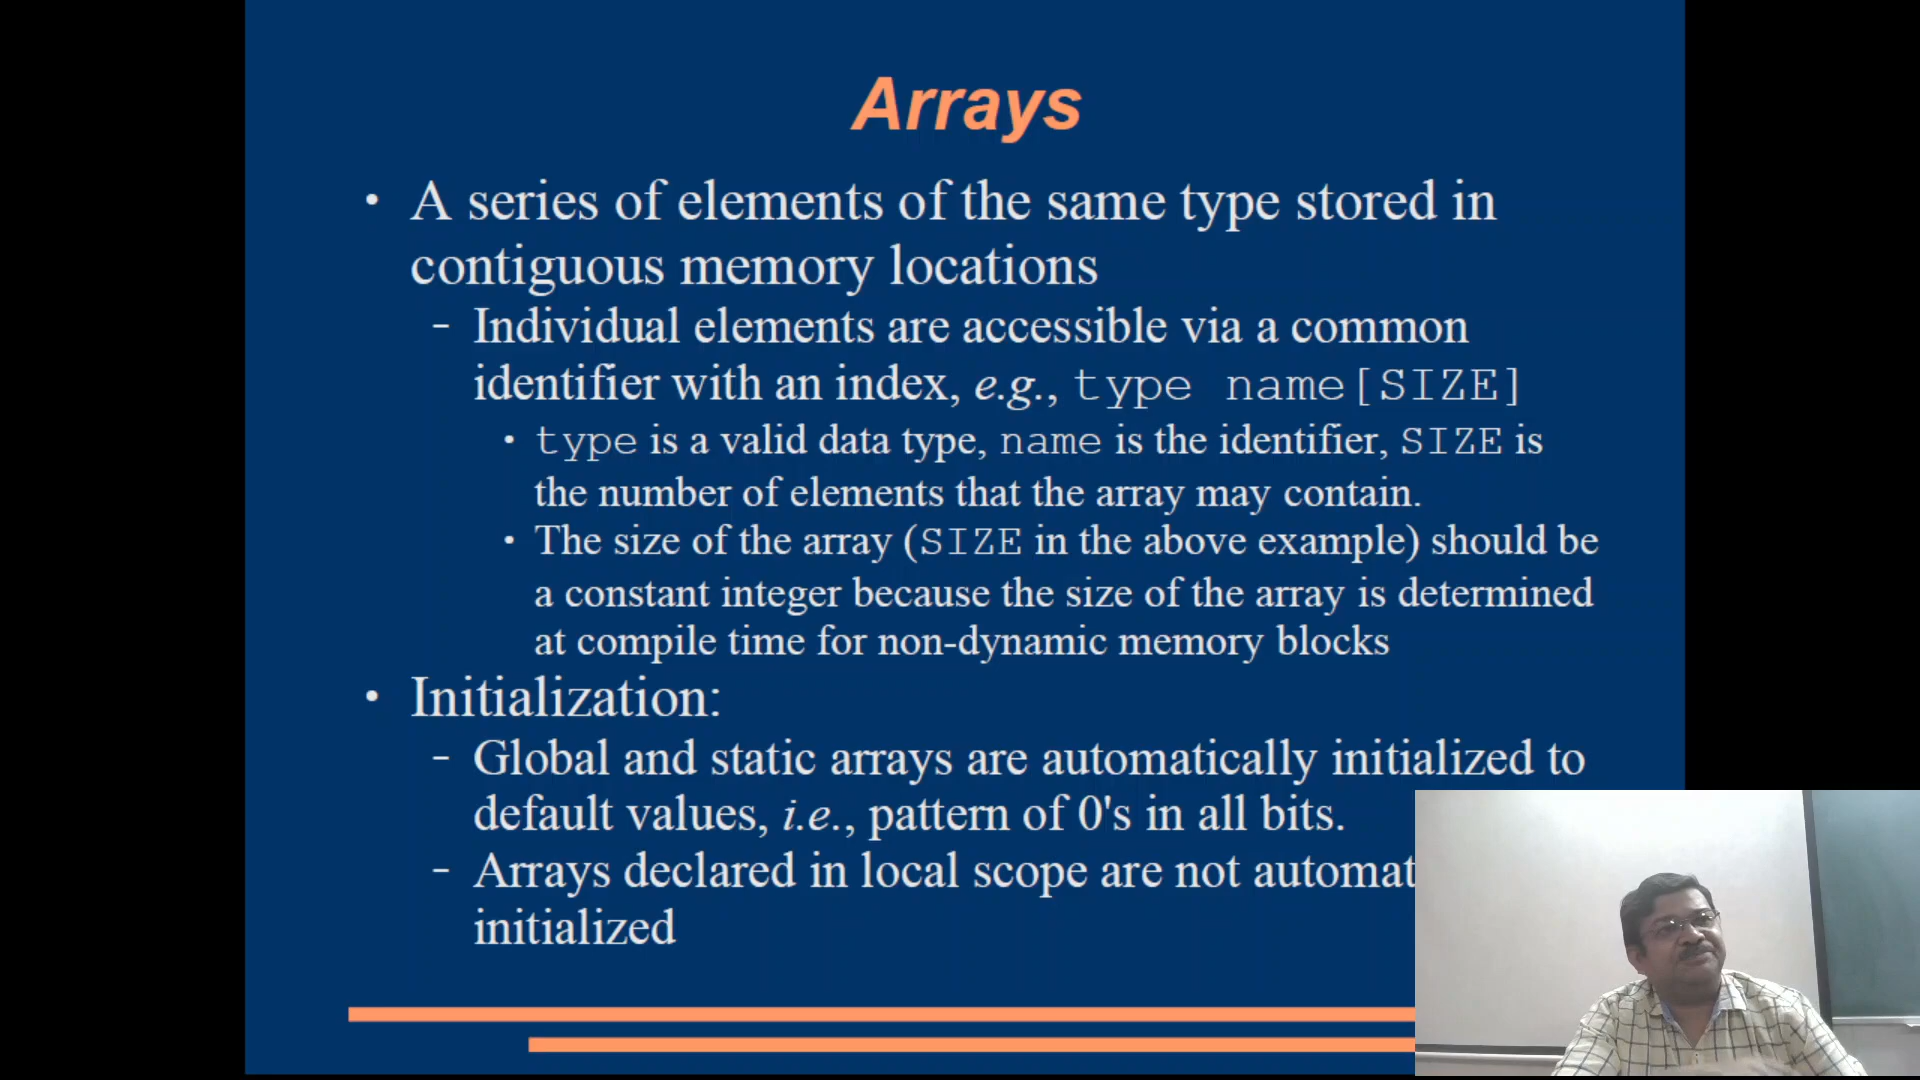 Arrays
• A series of elements of the same type stored in
contiguous memory locations
– Individual elements are accessible via a common
identifier with an index, e.g., type name[SIZE]
• type is a valid data type, name is the identifier, SIZE is
the number of elements that the array may contain.
• The size of the array (SIZE in the above example) should be
a constant integer because the size of the array is determined
at compile time for non-dynamic memory blocks
• Initialization:
– Global and static arrays are automatically initialized to
default values, i.e., pattern of 0's in all bits.
– Arrays declared in local scope are not automat
initialized